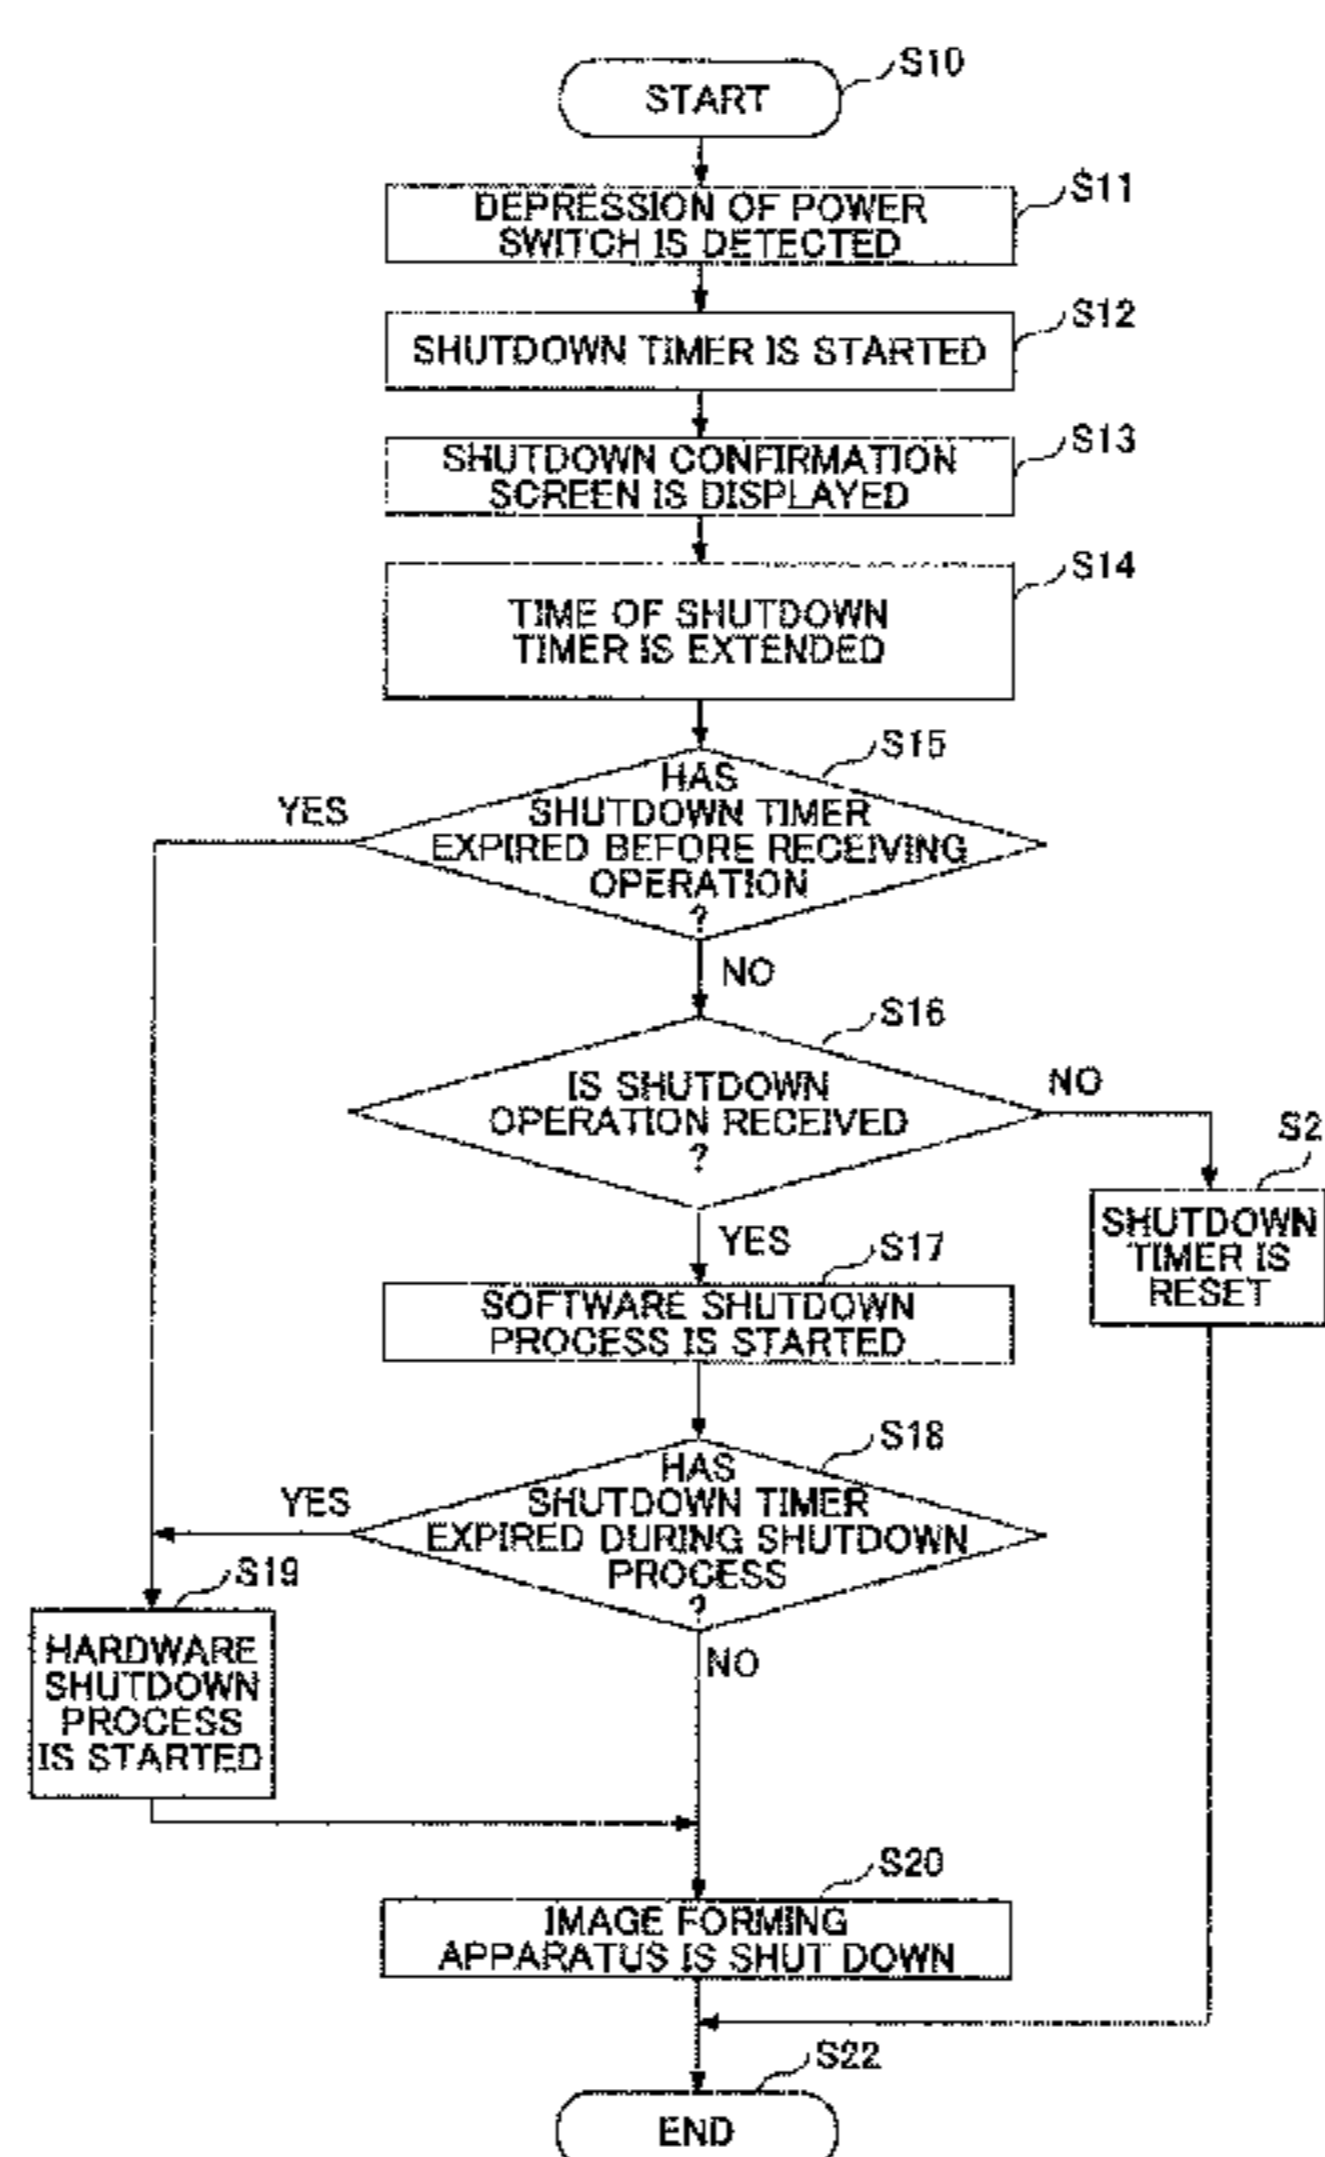 START
S10
DEPRESSION OF POWER
SWITCH IS DETECTED
S11
SHUTDOWN TIMER IS STARTED
S12
SHUTDOWN CONFIRMATION
SCREEN IS DISPLAYED
S13
TIME OF SHUTDOWN
TIMER IS EXTENDED
S14
HAS
SHUTDOWN TIMER
EXPIRED BEFORE RECEIVING
OPERATION
?
S15
YES
NO
IS SHUTDOWN
OPERATION RECEIVED
?
S16
NO
S2
SHUTDOWN
TIMER IS
RESET
YES
SOFTWARE SHUTDOWN
PROCESS IS STARTED
S17
HAS
SHUTDOWN TIMER
EXPIRED DURING SHUTDOWN
PROCESS
?
S18
YES
S19
HARDWARE
SHUTDOWN
PROCESS
IS STARTED
NO
IMAGE FORMING
APPARATUS IS SHUT DOWN
S20
S22
END